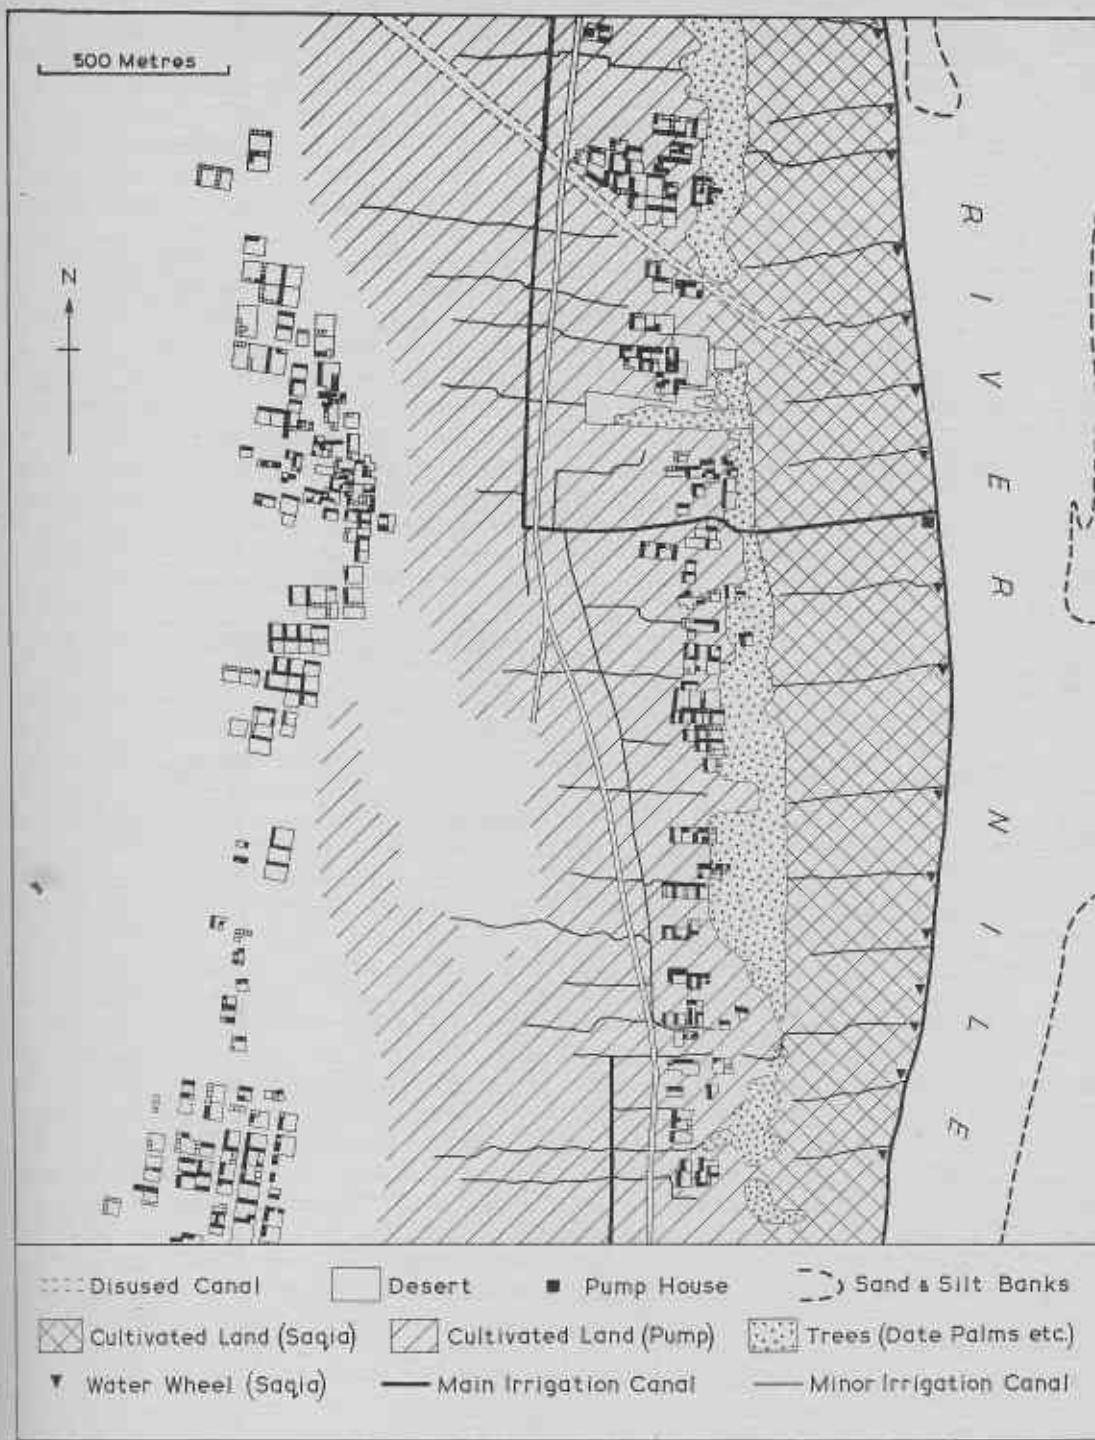 500 Metres
N
RIVER NILE
Disused Canal Desert Pump House Sand & Silt Banks
Cultivated Land (Saqia) Cultivated Land (Pump) Trees (Date Palms etc.)
Water Wheel (Saqia) Main Irrigation Canal Minor Irrigation Canal